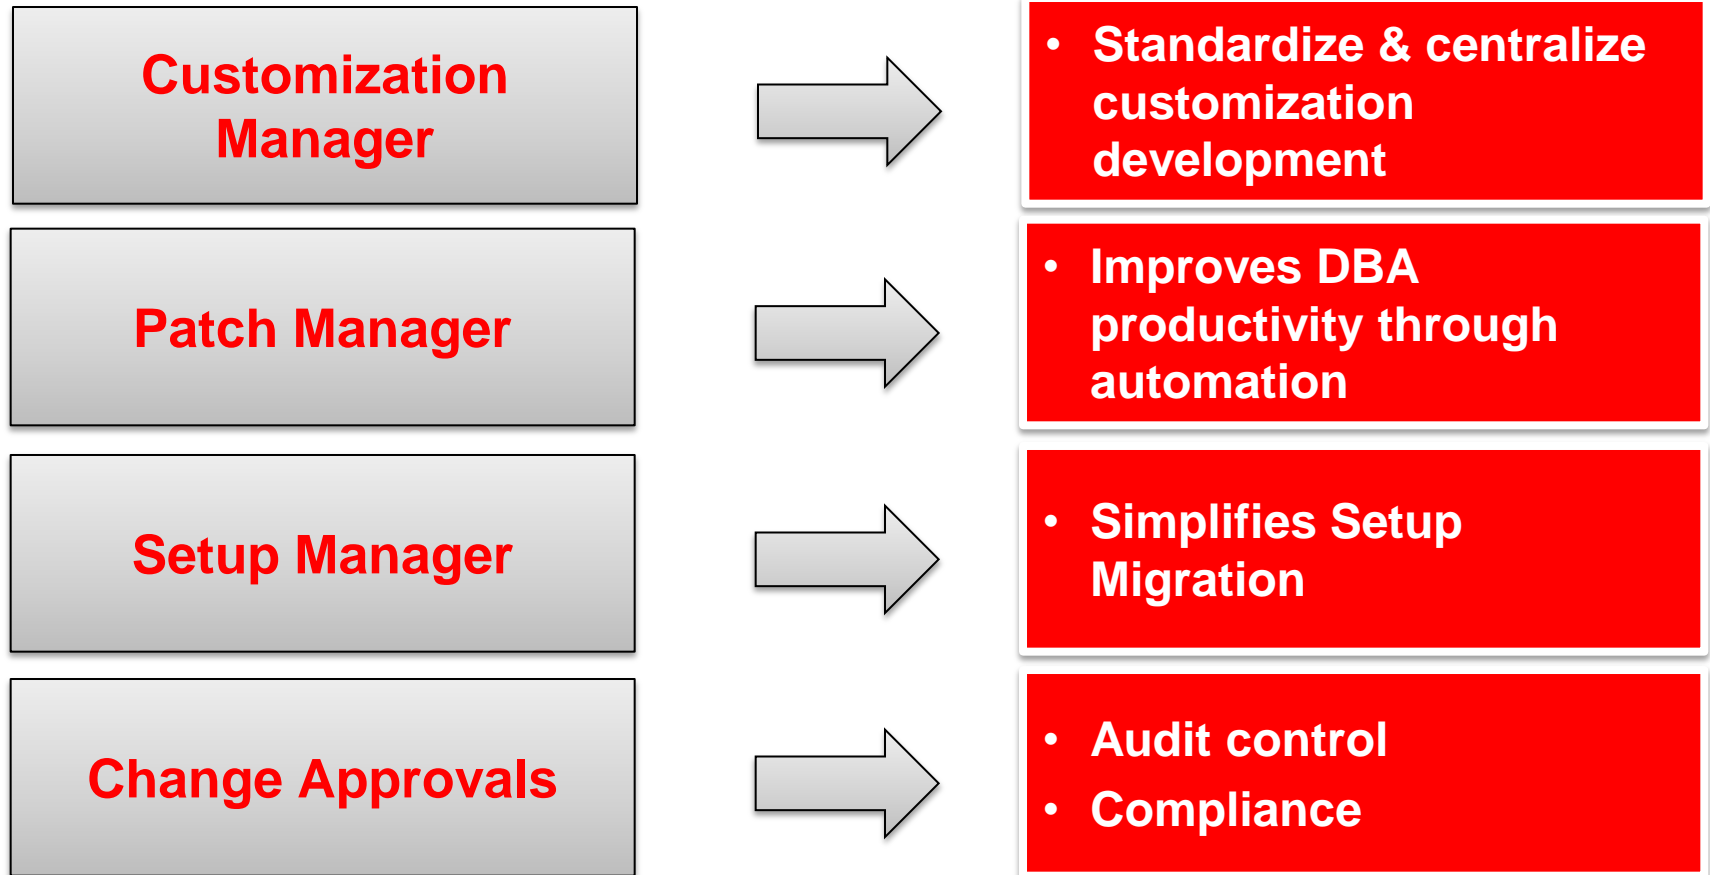 Customization
Manager
• Standardize & centralize
customization
development
Patch Manager
• Improves DBA
productivity through
automation
Setup Manager
• Simplifies Setup
Migration
Change Approvals
• Audit control
• Compliance